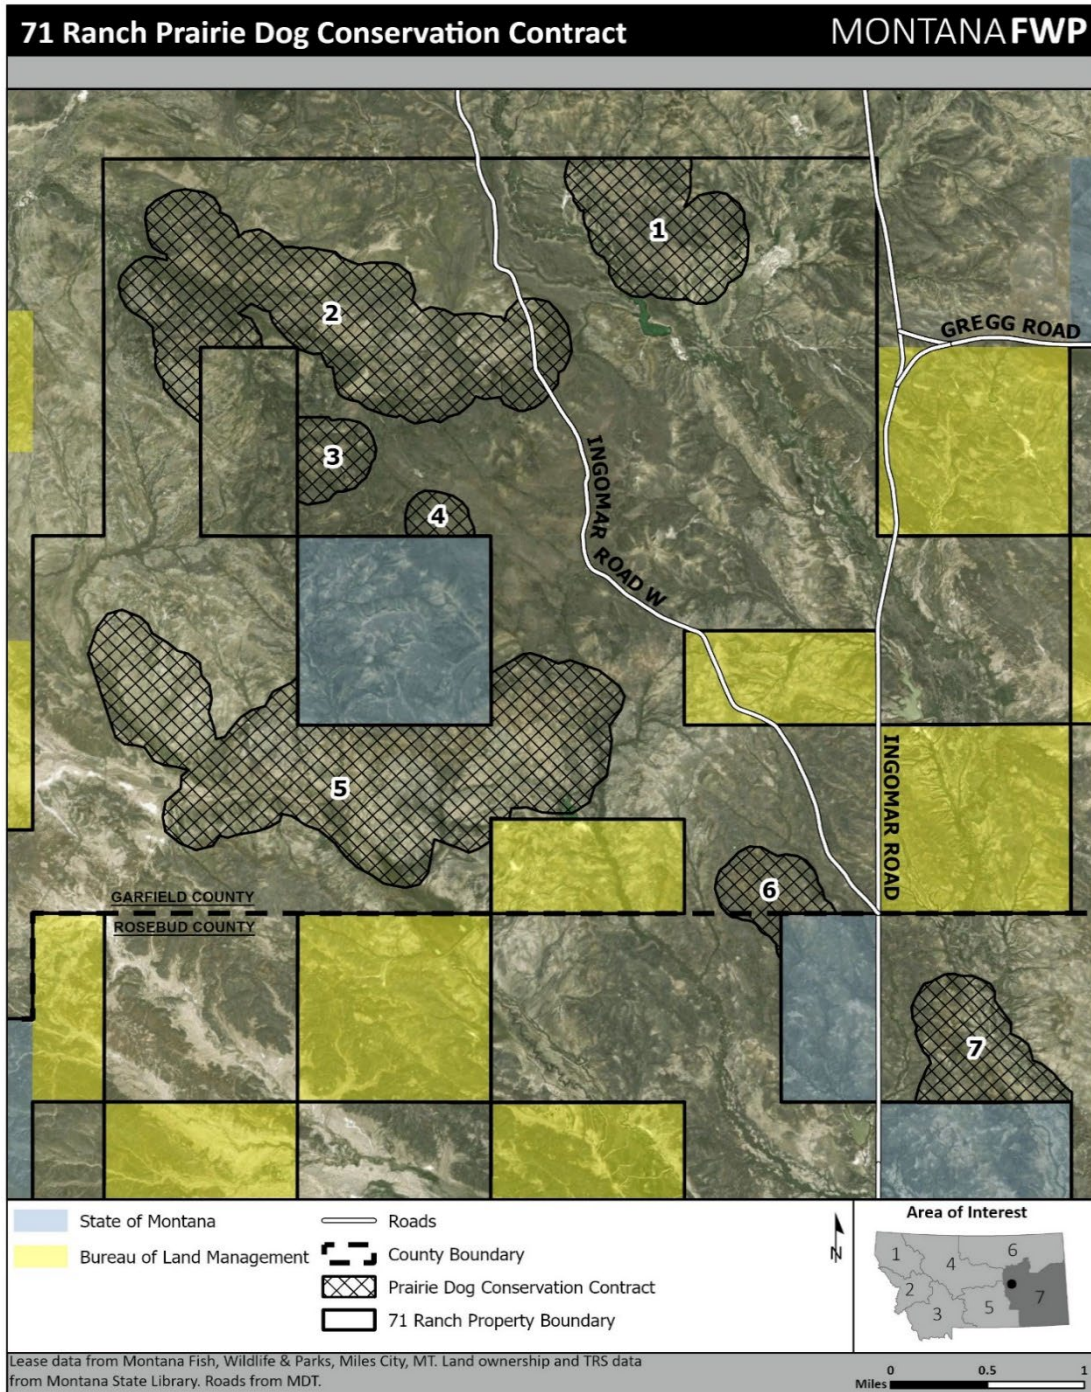 71 Ranch Prairie Dog Conservation Contract
MONTANA FWP
1
2
GREGG ROAD
3
INGOMAR ROAD W
4
5
INGOMAR ROAD
6
GARFIELD COUNTY
ROSEBUD COUNTY
7
State of Montana
Bureau of Land Management
Roads
County Boundary
Prairie Dog Conservation Contract
71 Ranch Property Boundary
N
Area of Interest
1
2
3
4
5
6
7
Lease data from Montana Fish, Wildlife & Parks, Miles City, MT. Land ownership and TRS data
from Montana State Library. Roads from MDT.
0 0.5 1
Miles